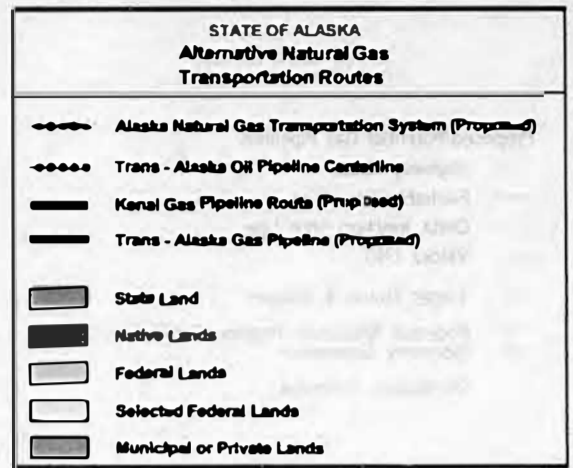 STATE OF ALASKA
Alternative Natural Gas
Transportation Routes
Alaska Natural Gas Transportation System (Proposed)
Trans - Alaska Oil Pipeline Centerline
Kenai Gas Pipeline Route (Proposed)
Trans - Alaska Gas Pipeline (Proposed)
State Land
Native Lands
Federal Lands
Selected Federal Lands
Municipal or Private Lands